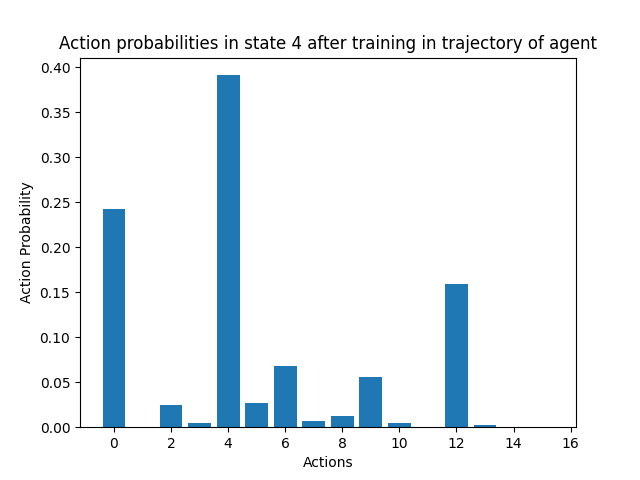 Action probabilities in state 4 after training in trajectory of agent
0.40
0.35
0.30
0.25
0.20
0.15
0.10
0.05
0.00
Action Probability
0 2 4 6 8 10 12 14 16
Actions